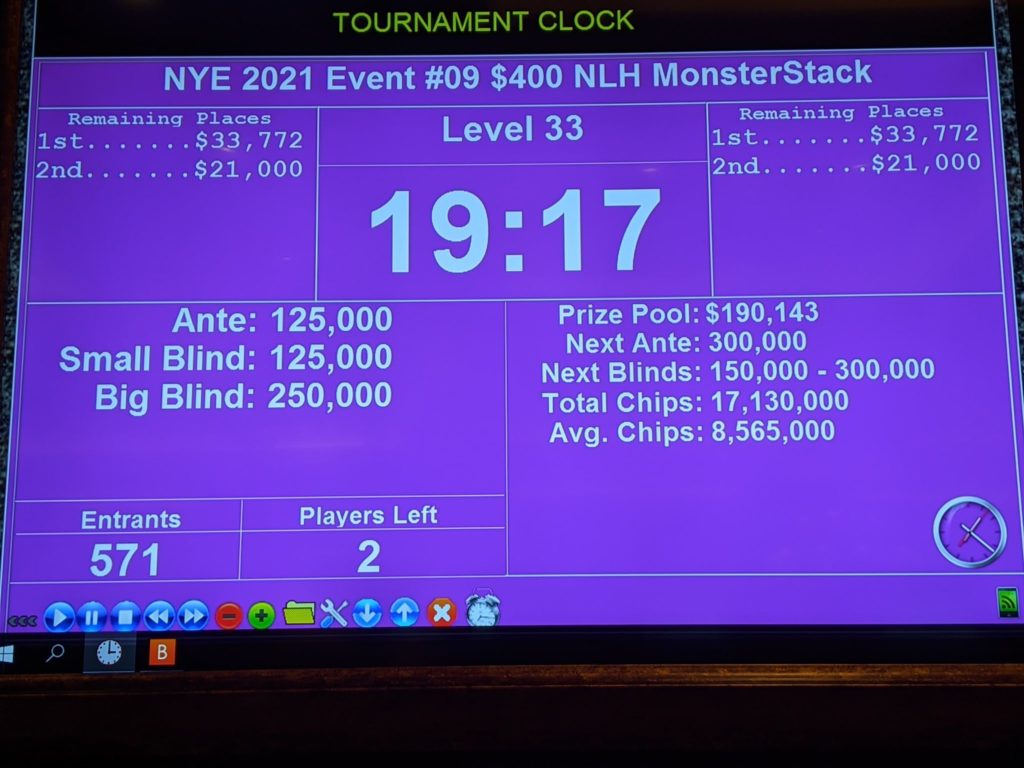 TOURNAMENT CLOCK
NYE 2021 Event #09 $400 NLH MonsterStack
Remaining Places
1st.......$33,772
2nd.......$21,000
Level 33
19:17
Remaining Places
1st.......$33,772
2nd.......$21,000
Ante: 125,000
Small Blind: 125,000
Big Blind: 250,000
Prize Pool: $190,143
Next Ante: 300,000
Next Blinds: 150,000 - 300,000
Total Chips: 17,130,000
Avg. Chips: 8,565,000
Entrants
571
Players Left
2
<<<
B